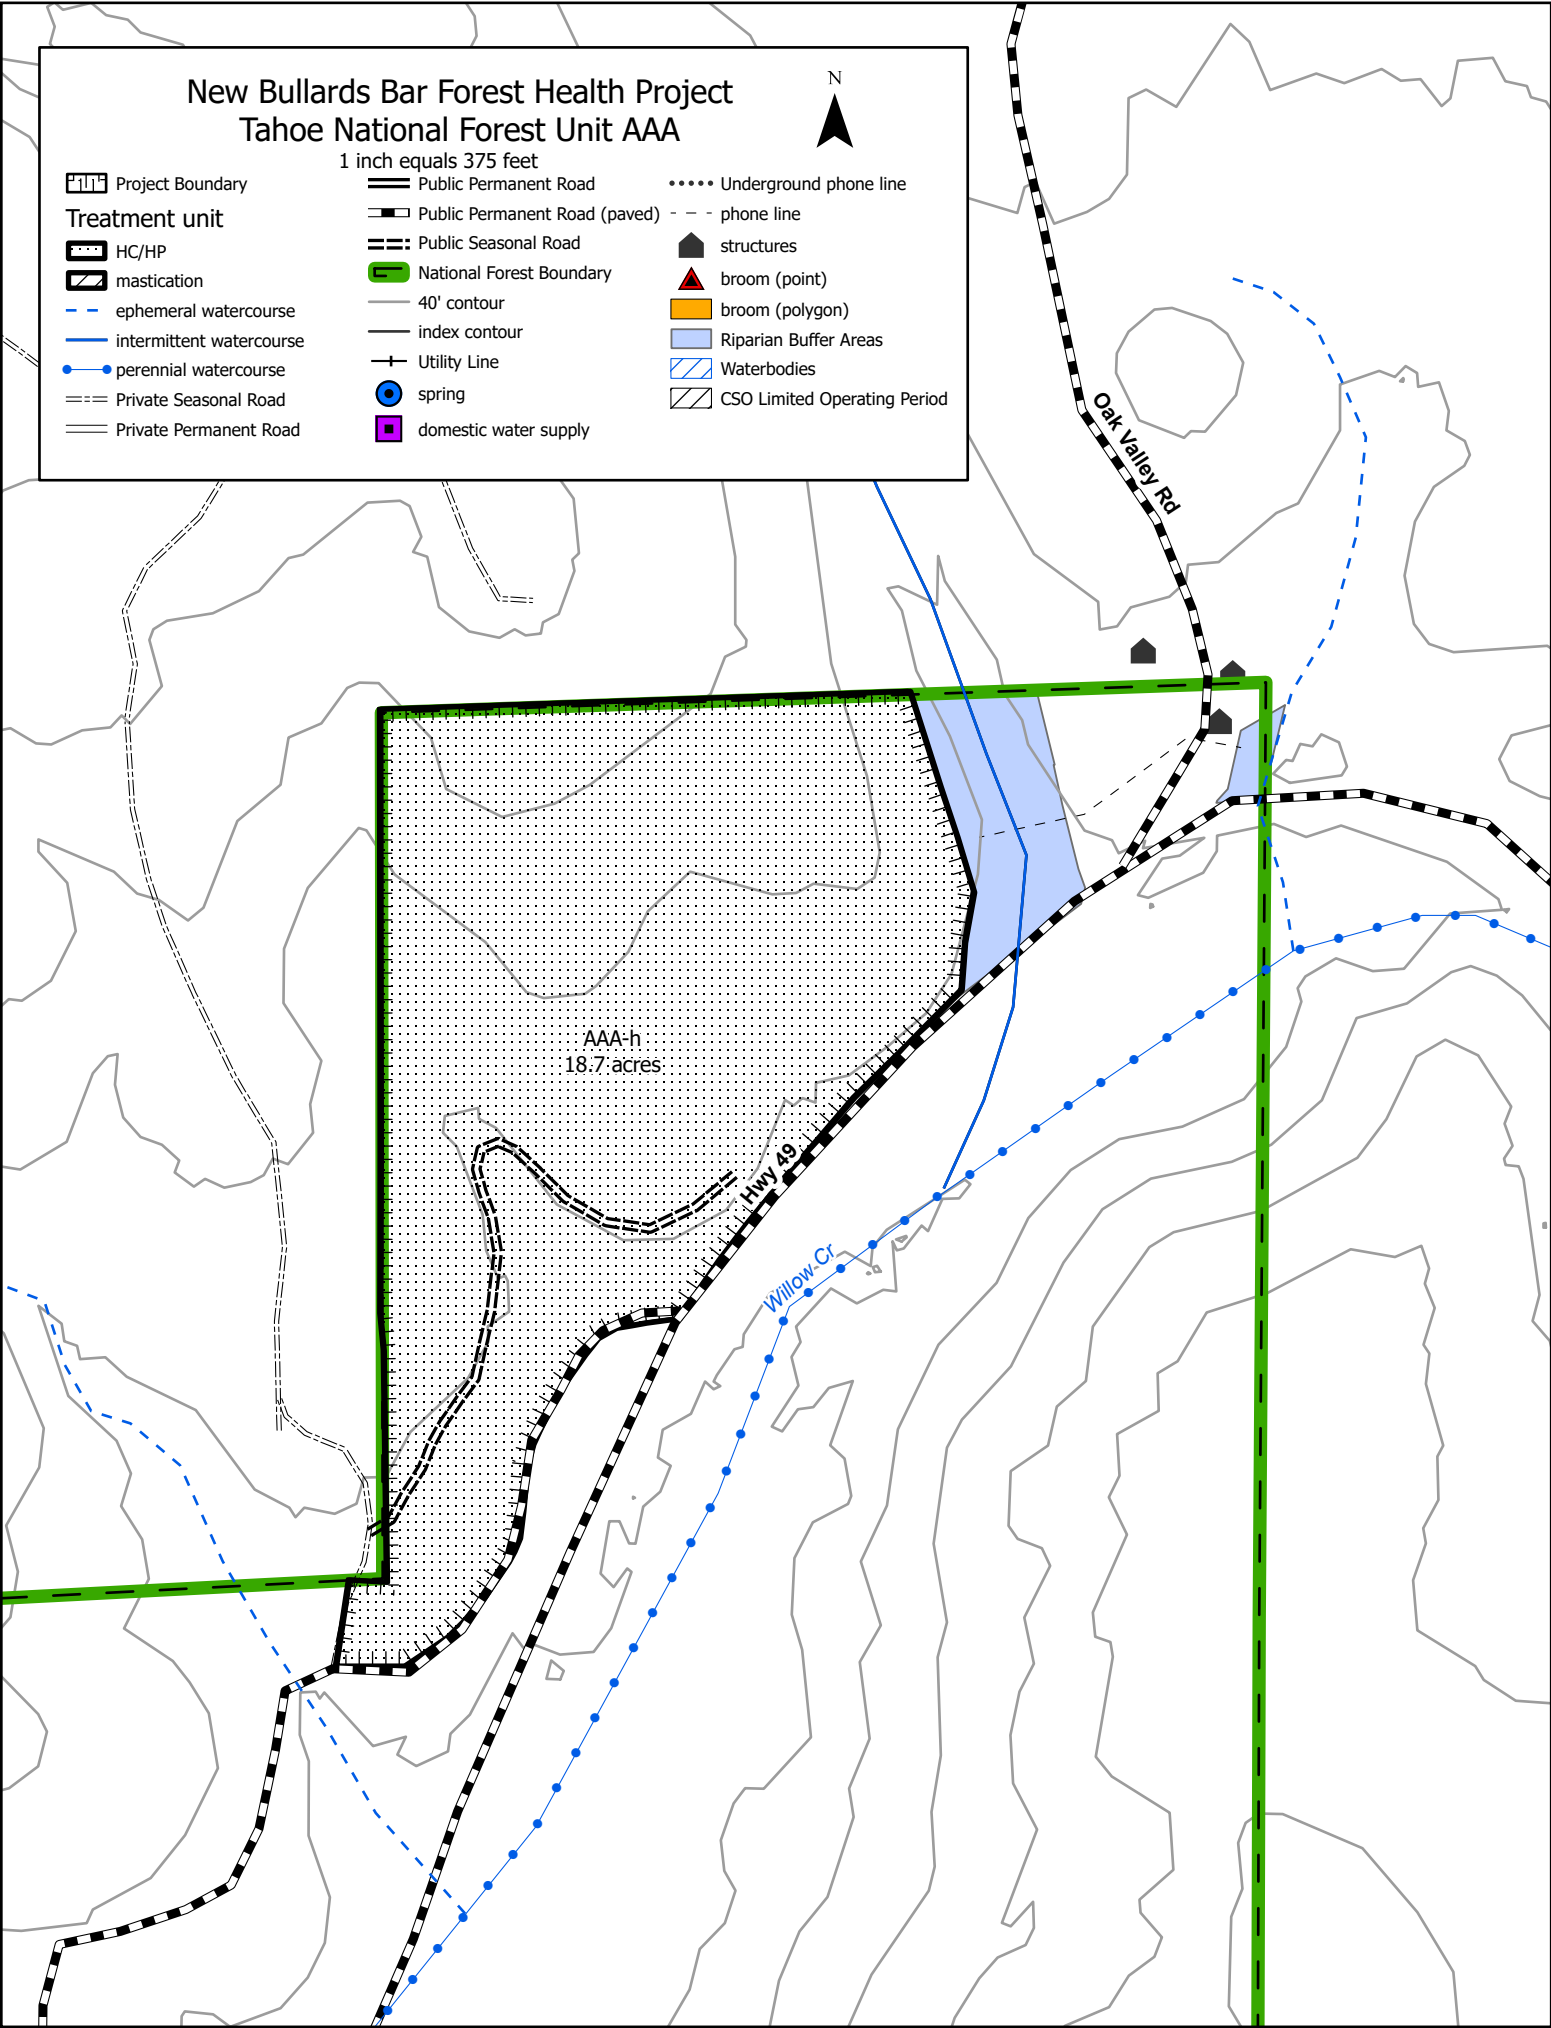 New Bullards Bar Forest Health Project
Tahoe National Forest Unit AAA
1 inch equals 375 feet
N
Project Boundary
Treatment unit
HC/HP
mastication
ephemeral watercourse
intermittent watercourse
perennial watercourse
Private Seasonal Road
Private Permanent Road
Public Permanent Road
Public Permanent Road (paved)
Public Seasonal Road
National Forest Boundary
40' contour
index contour
Utility Line
spring
domestic water supply
Underground phone line
phone line
structures
broom (point)
broom (polygon)
Riparian Buffer Areas
Waterbodies
CSO Limited Operating Period
Oak Valley Rd
AAA-h
18.7 acres
Hwy 49
Willow Cr